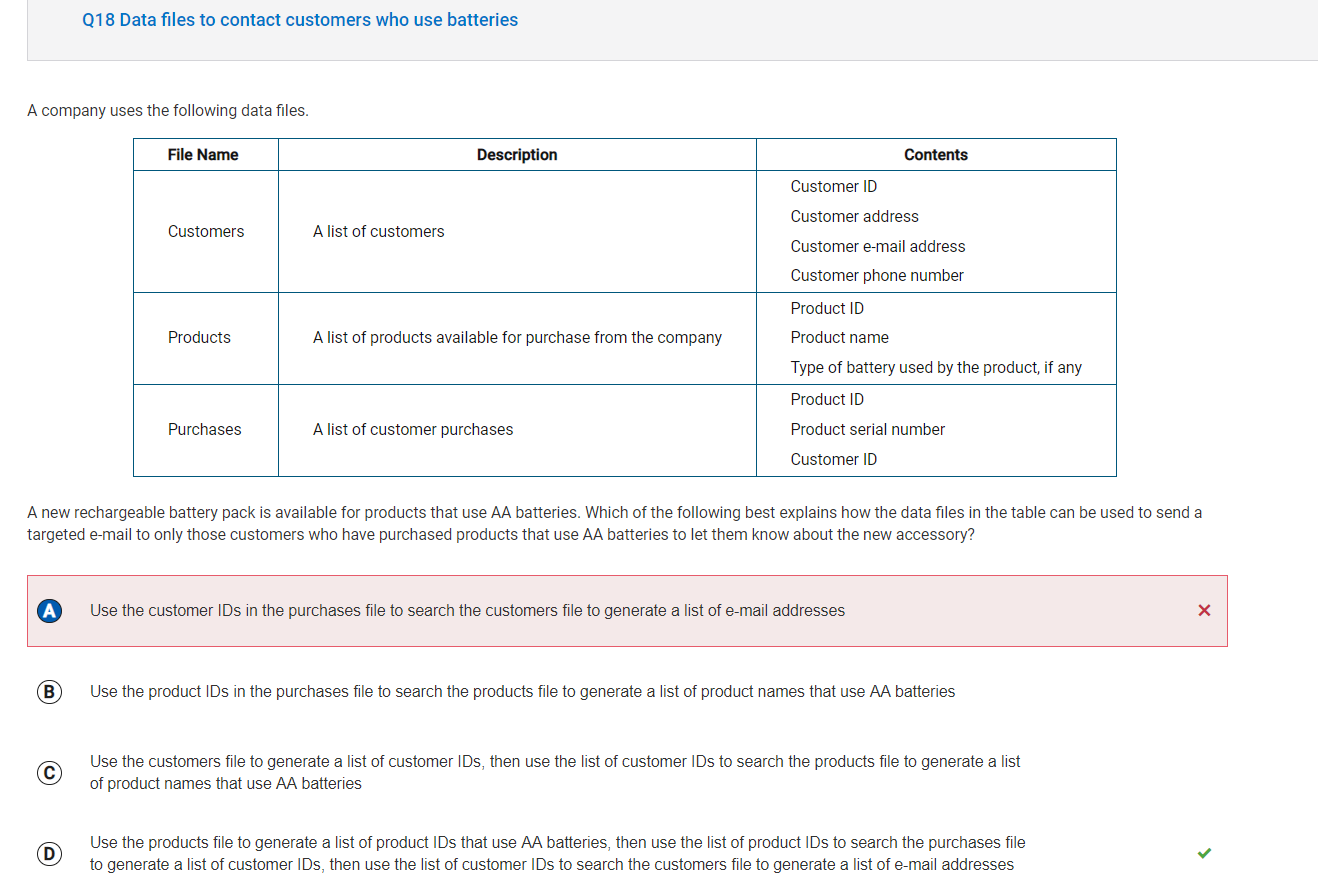 Q18 Data files to contact customers who use batteries
A company uses the following data files.
File Name Description Contents
Customers A list of customers
Customer ID
Customer address
Customer e-mail address
Customer phone number
Products A list of products available for purchase from the company
Product ID
Product name
Type of battery used by the product, if any
Purchases A list of customer purchases
Product ID
Product serial number
Customer ID
A new rechargeable battery pack is available for products that use AA batteries. Which of the following best explains how the data files in the table can be used to send a
targeted e-mail to only those customers who have purchased products that use AA batteries to let them know about the new accessory?
A Use the customer IDs in the purchases file to search the customers file to generate a list of e-mail addresses
B Use the product IDs in the purchases file to search the products file to generate a list of product names that use AA batteries
C Use the customers file to generate a list of customer IDs, then use the list of customer IDs to search the products file to generate a list
of product names that use AA batteries
D Use the products file to generate a list of product IDs that use AA batteries, then use the list of product IDs to search the purchases file
to generate a list of customer IDs, then use the list of customer IDs to search the customers file to generate a list of e-mail addresses